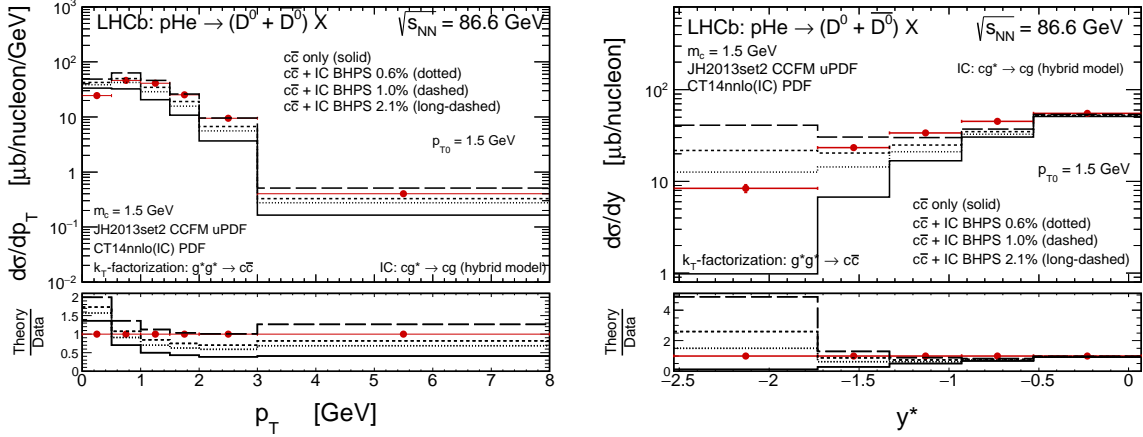 LHCb: pHe → (D⁰ + D̅⁰) X √s_NN = 86.6 GeV
dσ/dp_T [μb/nucleon/GeV]
10³
10²
10
1
10⁻¹
10⁻²
cc̅ only (solid)
cc̅ + IC BHPS 0.6% (dotted)
cc̅ + IC BHPS 1.0% (dashed)
cc̅ + IC BHPS 2.1% (long-dashed)
p_T0 = 1.5 GeV
m_c = 1.5 GeV
JH2013set2 CCFM uPDF
CT14nnlo(IC) PDF
k_T-factorization: g*g* → cc̅
IC: cg* → cg (hybrid model)
Theory
Data
2
1.5
1
0.5
0
0 1 2 3 4 5 6 7 8
p_T [GeV]
LHCb: pHe → (D⁰ + D̅⁰) X √s_NN = 86.6 GeV
dσ/dy [μb/nucleon]
10²
10
1
m_c = 1.5 GeV
JH2013set2 CCFM uPDF
CT14nnlo(IC) PDF
IC: cg* → cg (hybrid model)
p_T0 = 1.5 GeV
cc̅ only (solid)
cc̅ + IC BHPS 0.6% (dotted)
cc̅ + IC BHPS 1.0% (dashed)
cc̅ + IC BHPS 2.1% (long-dashed)
k_T-factorization: g*g* → cc̅
Theory
Data
4
2
0
−2.5 −2 −1.5 −1 −0.5 0
y*